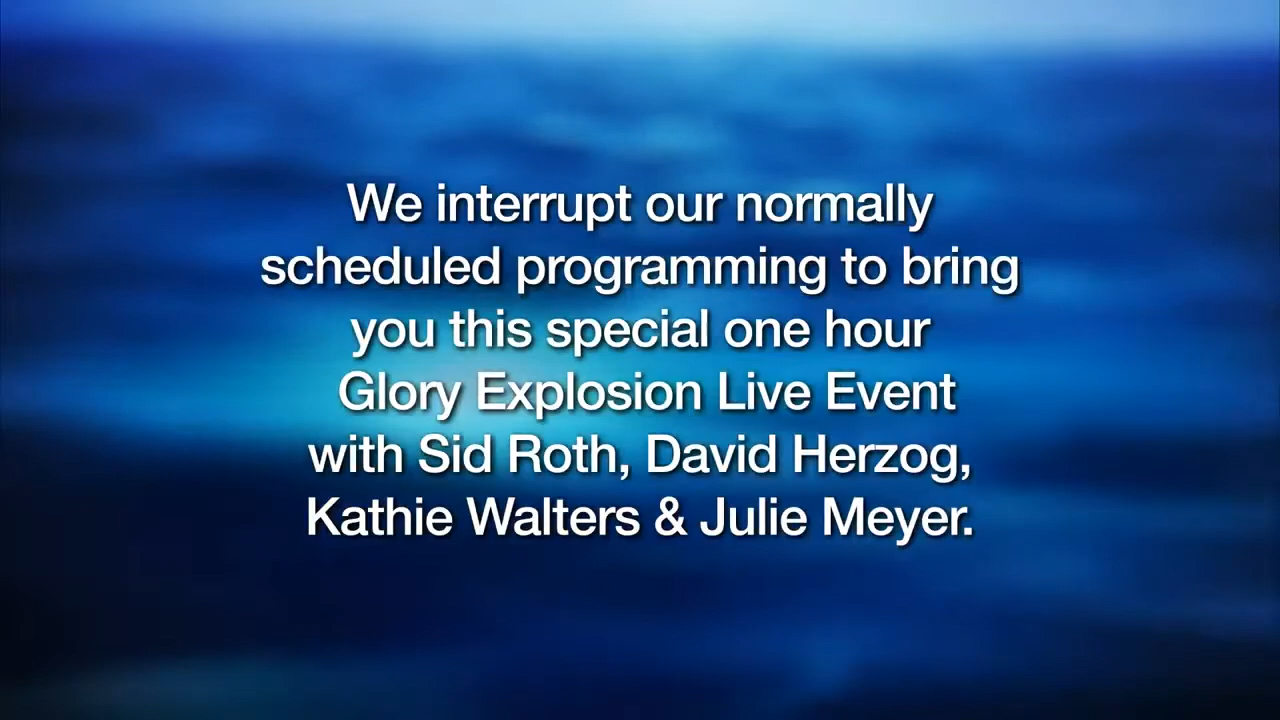 We interrupt our normally
scheduled programming to bring
you this special one hour
Glory Explosion Live Event
with Sid Roth, David Herzog,
Kathie Walters & Julie Meyer.